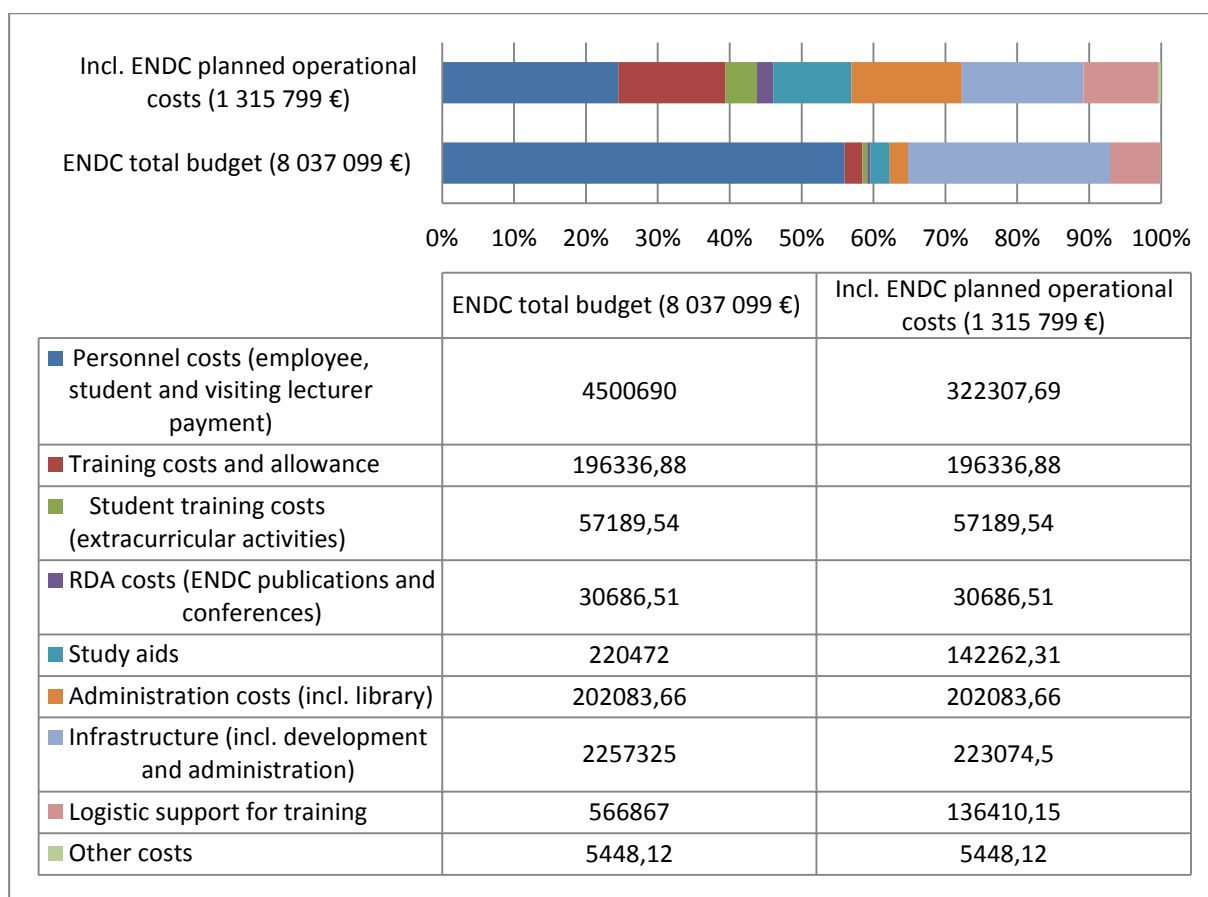 Incl. ENDC planned operational
costs (1 315 799 €)
ENDC total budget (8 037 099 €)
0% 10% 20% 30% 40% 50% 60% 70% 80% 90% 100%
ENDC total budget (8 037 099 €) Incl. ENDC planned operational
costs (1 315 799 €)
Personnel costs (employee,
student and visiting lecturer
payment) 4500690 322307,69
Training costs and allowance 196336,88 196336,88
Student training costs
(extracurricular activities) 57189,54 57189,54
RDA costs (ENDC publications and
conferences) 30686,51 30686,51
Study aids 220472 142262,31
Administration costs (incl. library) 202083,66 202083,66
Infrastructure (incl. development
and administration) 2257325 223074,5
Logistic support for training 566867 136410,15
Other costs 5448,12 5448,12